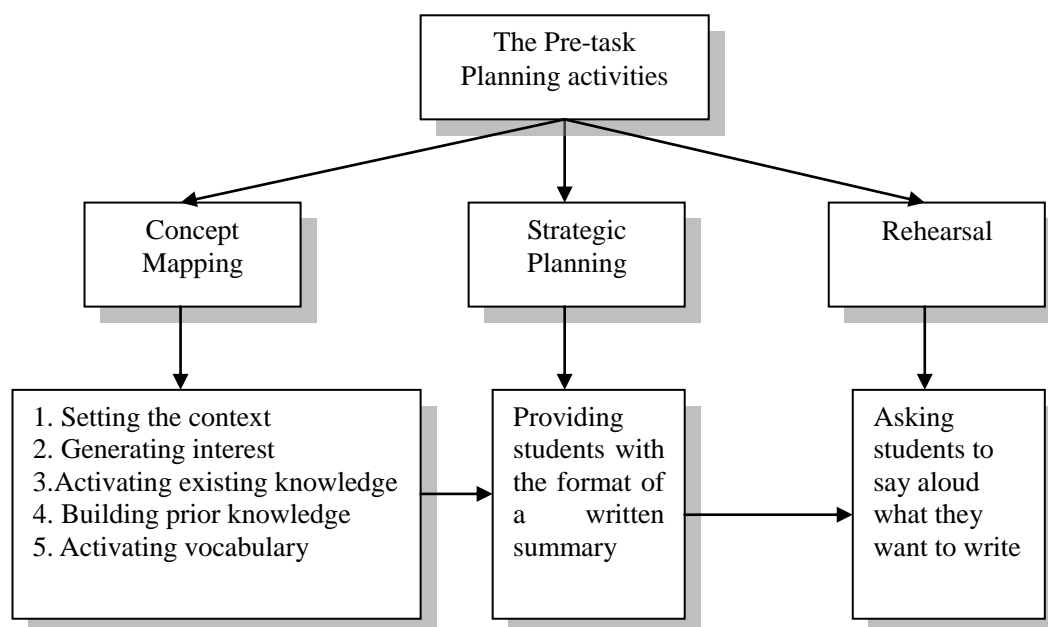 The Pre-task
Planning activities
Concept
Mapping
Strategic
Planning
Rehearsal
1. Setting the context
2. Generating interest
3.Activating existing knowledge
4. Building prior knowledge
5. Activating vocabulary
Providing
students with
the format of
a written
summary
Asking
students to
say aloud
what they
want to write